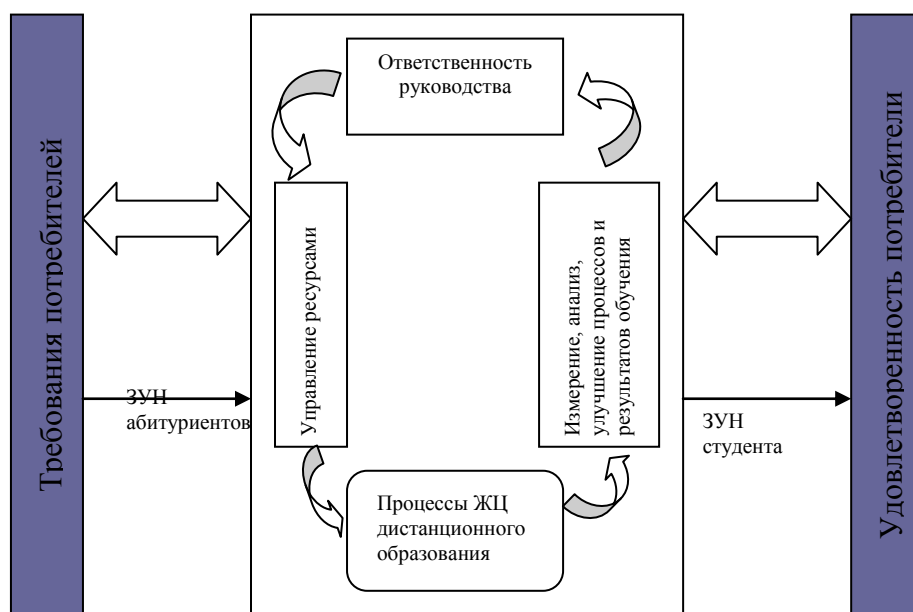 Требования потребителей
ЗУН
абитуриентов
Ответственность
руководства
Управление ресурсами
Процессы ЖЦ
дистанционного
образования
Измерение, анализ,
улучшение процессов и
результатов обучения
ЗУН
студента
Удовлетворенность потребители